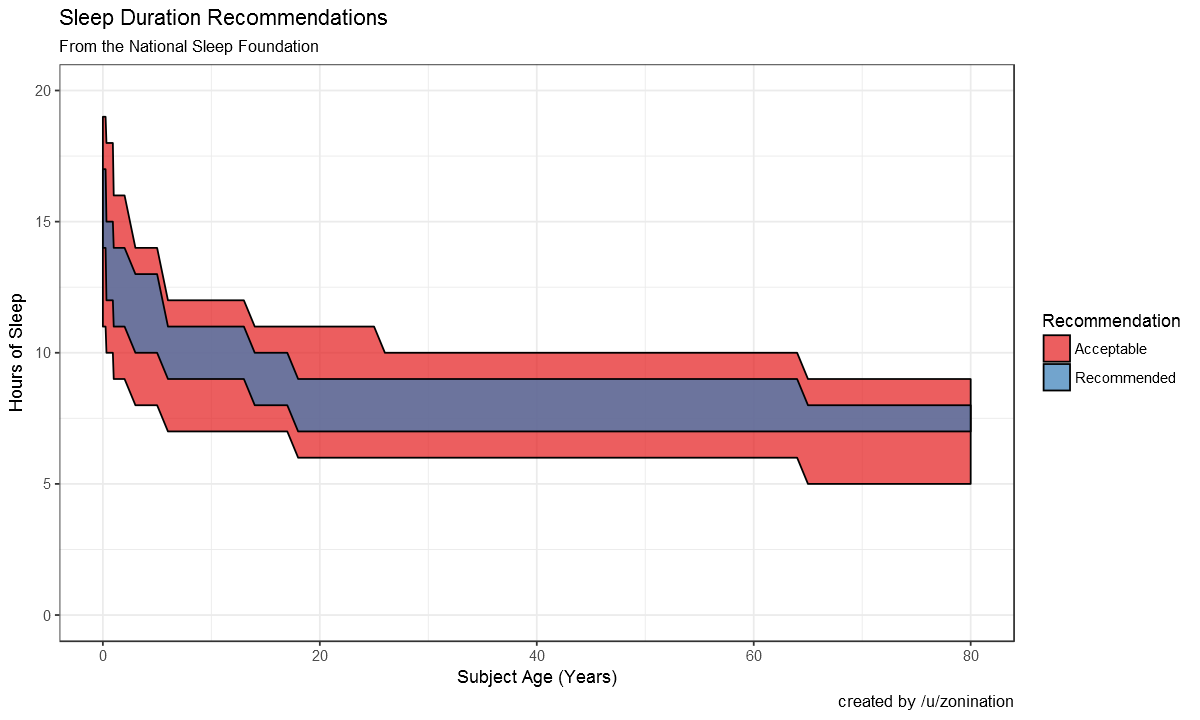 Sleep Duration Recommendations
From the National Sleep Foundation
20
15
10
5
0
Hours of Sleep
0 20 40 60 80
Subject Age (Years)
Recommendation
Acceptable
Recommended
created by /u/zonination